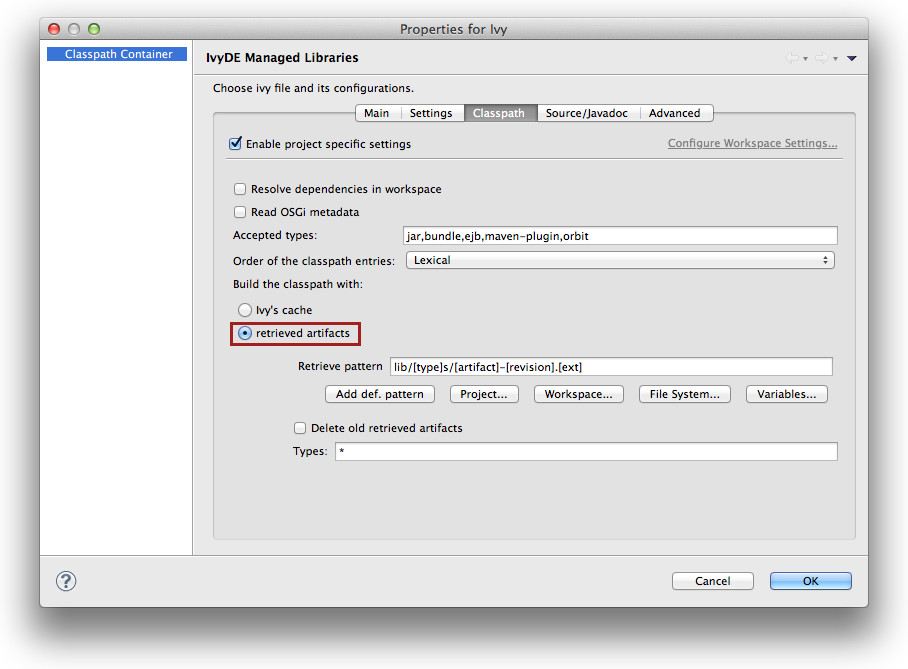 Properties for Ivy
Classpath Container
IvyDE Managed Libraries
Choose ivy file and its configurations.
Main Settings Classpath Source/Javadoc Advanced
Enable project specific settings Configure Workspace Settings...
Resolve dependencies in workspace
Read OSGi metadata
Accepted types: jar,bundle,ejb,maven-plugin,orbit
Order of the classpath entries: Lexical
Build the classpath with:
Ivy's cache
retrieved artifacts
Retrieve pattern lib/[type]s/[artifact]-[revision].[ext]
Add def. pattern Project... Workspace... File System... Variables...
Delete old retrieved artifacts
Types: *
? Cancel OK